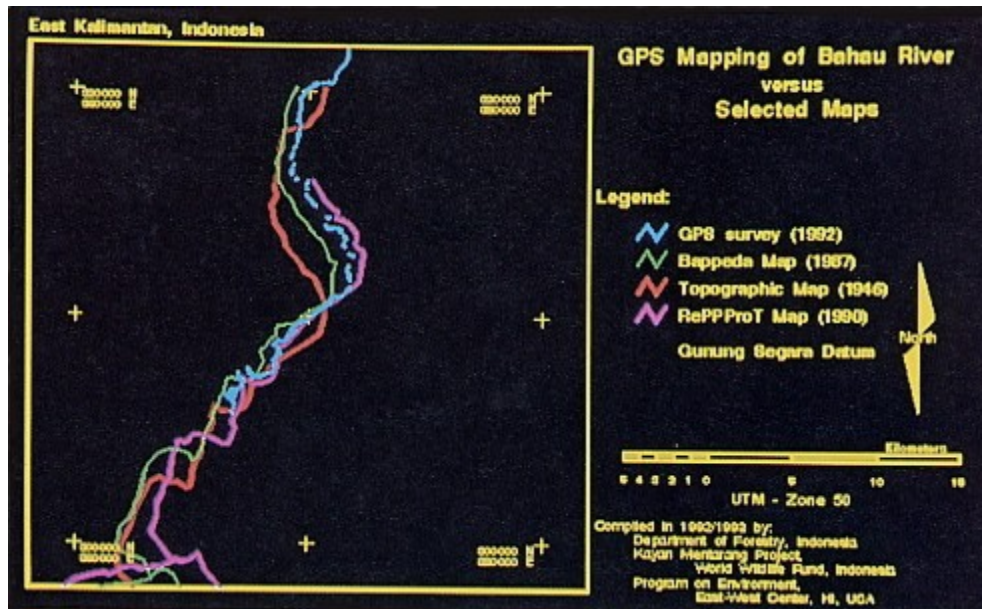 East Kalimantan, Indonesia
GPS Mapping of Bahau River
versus
Selected Maps
Legend:
GPS survey (1992)
Bappeda Map (1987)
Topographic Map (1946)
RePPProT Map (1990)
Gunung Segara Datum
North
Kilometers
5 4 3 2 1 0 5 10 15
UTM - Zone 50
Compiled in 1992/1993 by:
Department of Forestry, Indonesia
Kayan Mentarang Project,
World Wildlife Fund, Indonesia
Program on Environment,
East-West Center, HI, USA